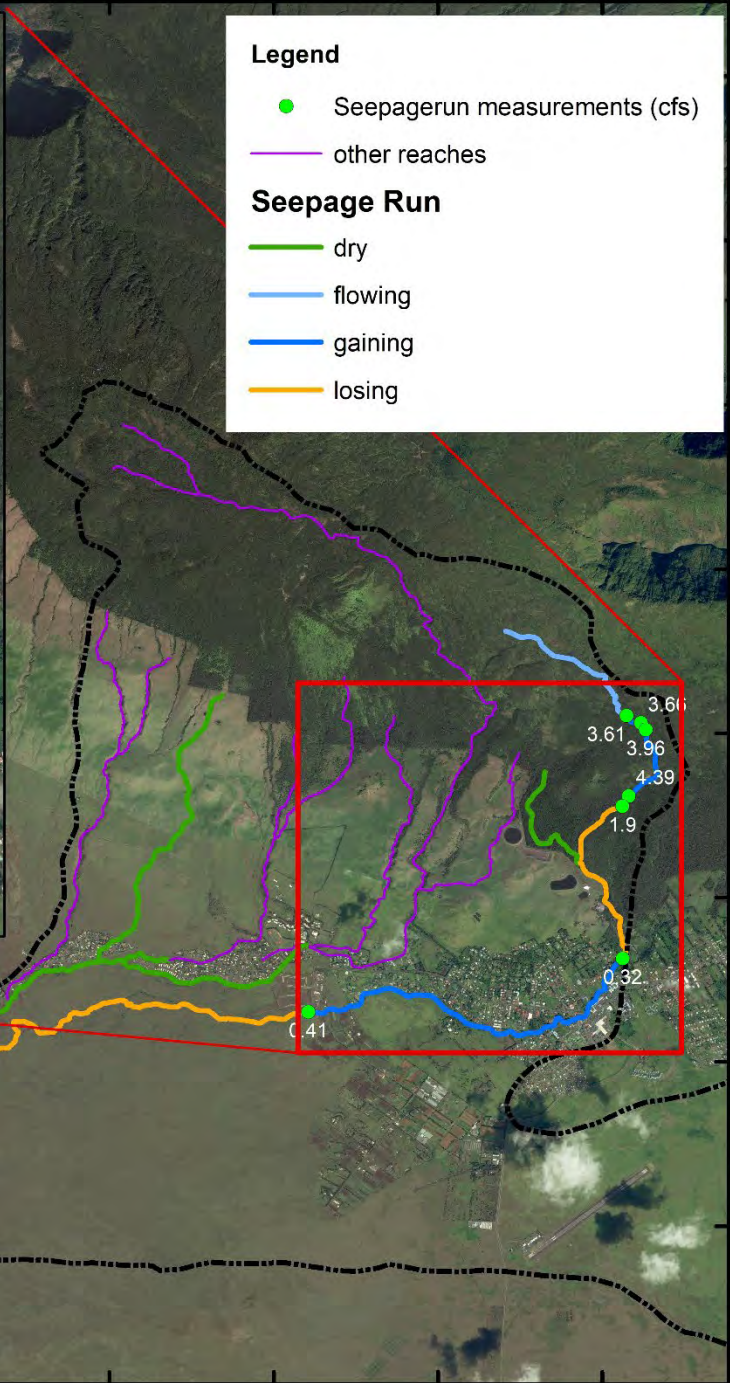 Legend
Seepagerun measurements (cfs)
other reaches
Seepage Run
dry
flowing
gaining
losing
3.66
3.61
3.96
4.39
1.9
0.32
0.41